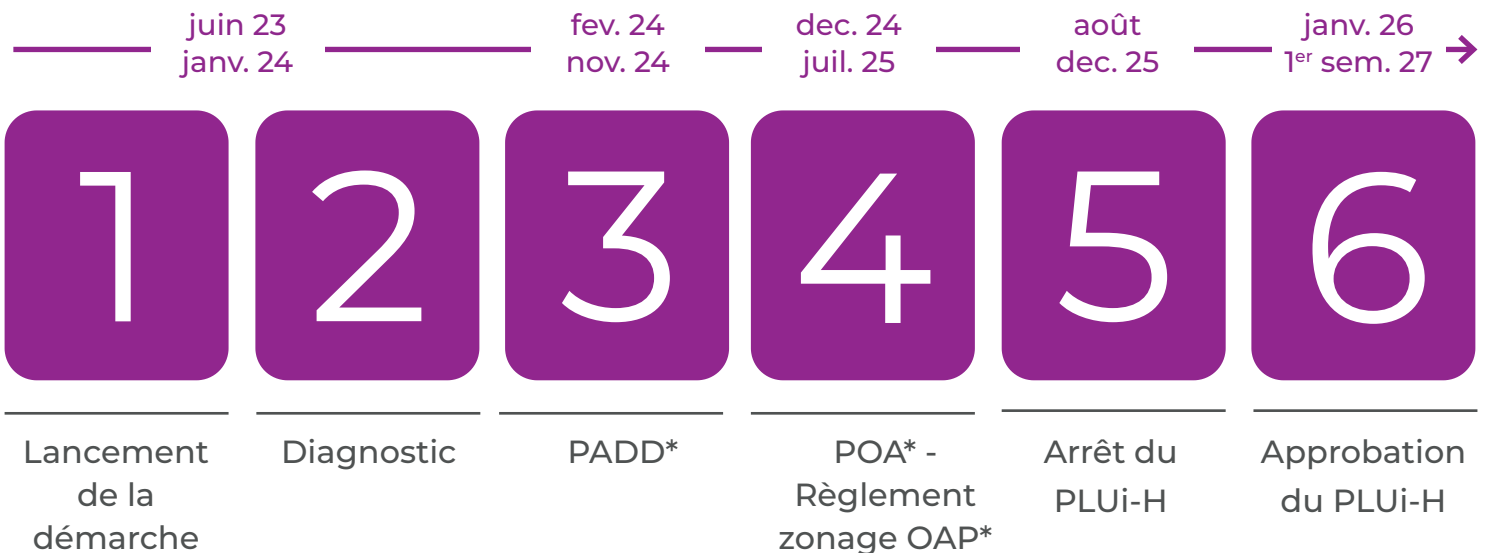 juin 23
janv. 24
fev. 24
nov. 24
dec. 24
juil. 25
août
dec. 25
janv. 26
1er sem. 27
1
2
3
4
5
6
Lancement
de la
démarche
Diagnostic
PADD*
POA* -
Règlement
zonage OAP*
Arrêt du
PLUi-H
Approbation
du PLUi-H